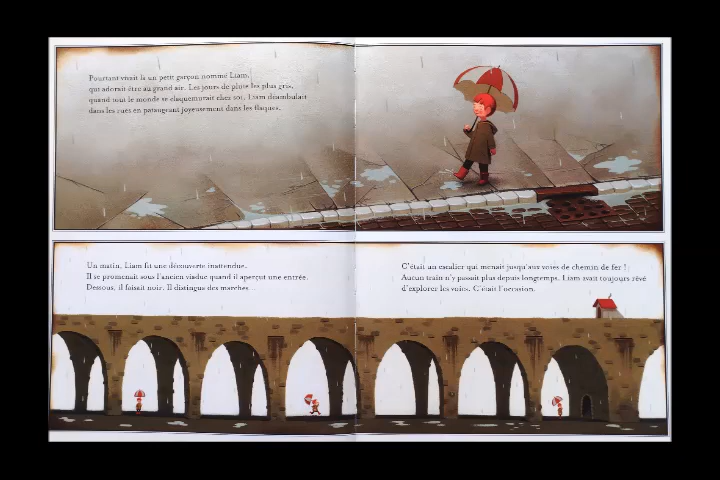 Pourtant vivait là un petit garçon nommé Liam,
qui adorait être au grand air. Les jours de pluie les plus gris,
quand tout le monde se claquemurait chez soi, Liam déambulait
dans les rues en pataugeant joyeusement dans les flaques.
Un matin, Liam fit une découverte inattendue.
Il se promenait sous l'ancien viaduc quand il aperçut une entrée.
Dessous, il faisait noir. Il distingua des marches...
C'était un escalier qui menait jusqu'aux voies de chemin de fer !
Aucun train n'y passait plus depuis longtemps. Liam avait toujours rêvé
d'explorer les voies. C'était l'occasion.